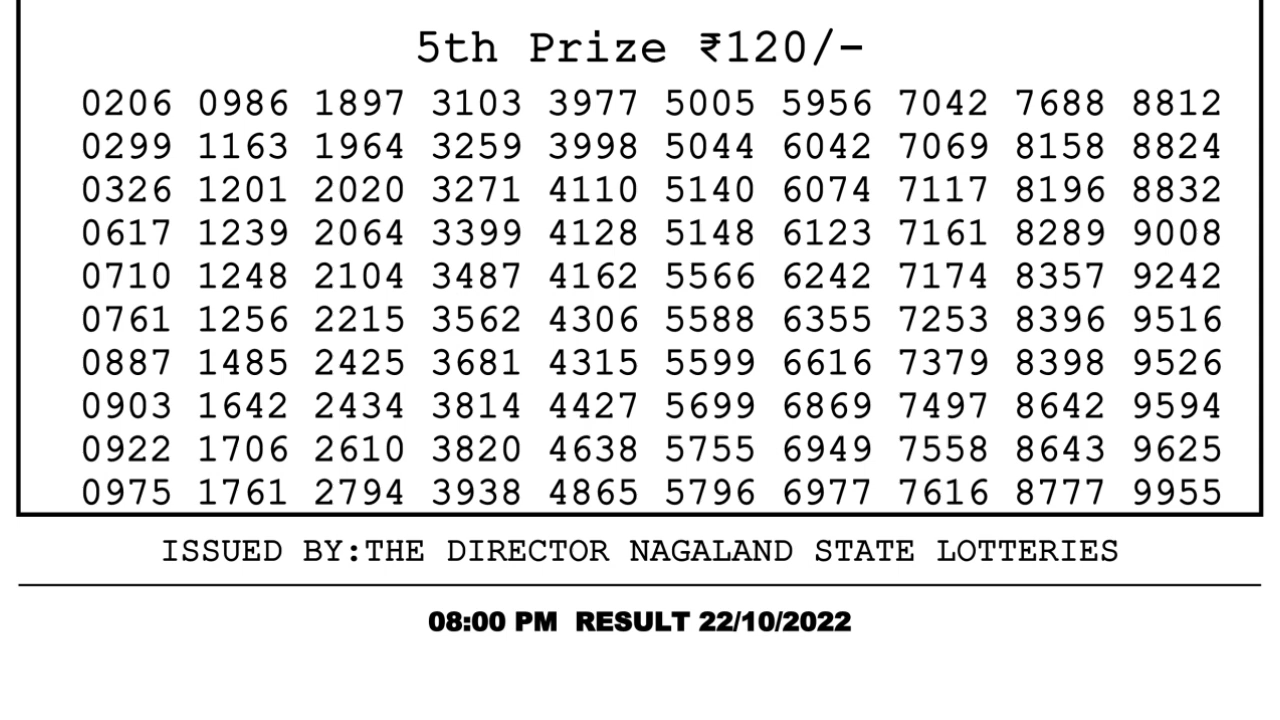 5th Prize ₹120/-
0206 0986 1897 3103 3977 5005 5956 7042 7688 8812
0299 1163 1964 3259 3998 5044 6042 7069 8158 8824
0326 1201 2020 3271 4110 5140 6074 7117 8196 8832
0617 1239 2064 3399 4128 5148 6123 7161 8289 9008
0710 1248 2104 3487 4162 5566 6242 7174 8357 9242
0761 1256 2215 3562 4306 5588 6355 7253 8396 9516
0887 1485 2425 3681 4315 5599 6616 7379 8398 9526
0903 1642 2434 3814 4427 5699 6869 7497 8642 9594
0922 1706 2610 3820 4638 5755 6949 7558 8643 9625
0975 1761 2794 3938 4865 5796 6977 7616 8777 9955
ISSUED BY:THE DIRECTOR NAGALAND STATE LOTTERIES
08:00 PM RESULT 22/10/2022